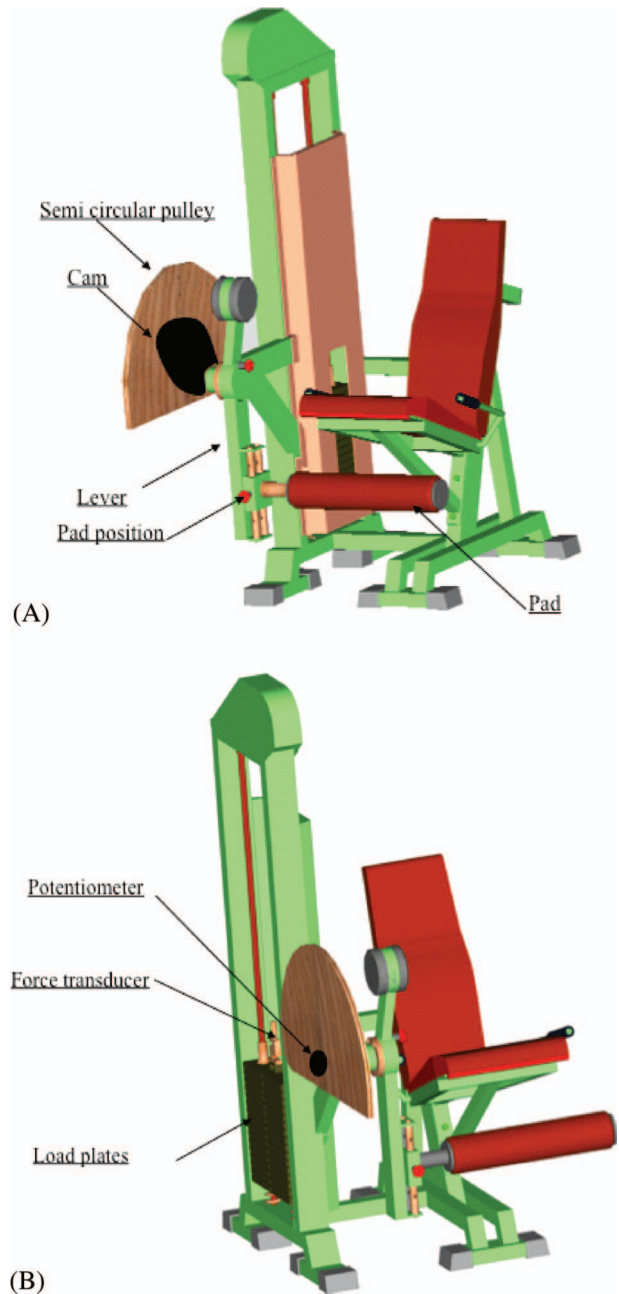 Semi circular pulley
Cam
Lever
Pad position
Pad
(A)
Potentiometer
Force transducer
Load plates
(B)